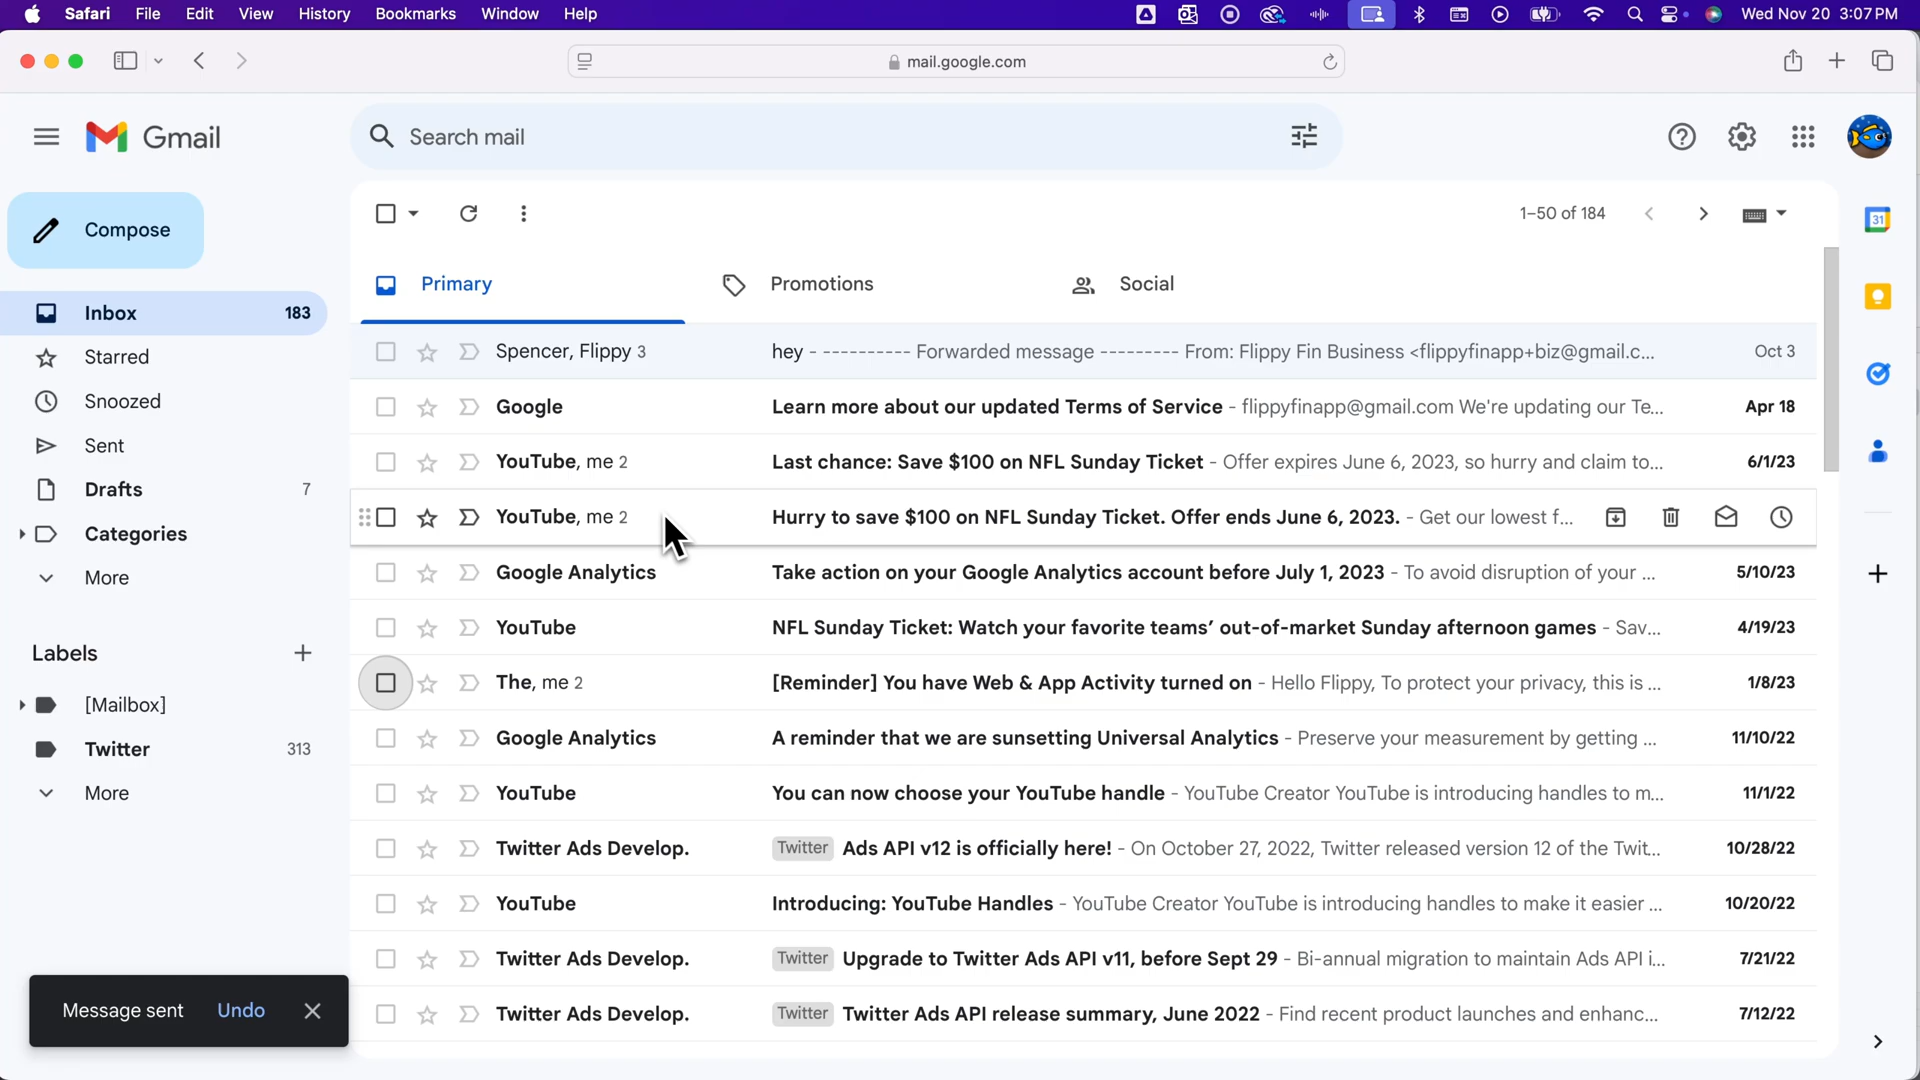 Safari File Edit View History Bookmarks Window Help Wed Nov 20 3:07 PM
mail.google.com
Gmail Search mail
Compose
1–50 of 184
31
Primary Promotions Social
Inbox 183
Starred
Snoozed
Sent
Drafts 7
Categories
More
Labels
[Mailbox]
Twitter 313
More
Spencer, Flippy 3 hey - ---------- Forwarded message --------- From: Flippy Fin Business <flippyfinapp+biz@gmail.c... Oct 3
Google Learn more about our updated Terms of Service - flippyfinapp@gmail.com We're updating our Te... Apr 18
YouTube, me 2 Last chance: Save $100 on NFL Sunday Ticket - Offer expires June 6, 2023, so hurry and claim to... 6/1/23
YouTube, me 2 Hurry to save $100 on NFL Sunday Ticket. Offer ends June 6, 2023. - Get our lowest f...
Google Analytics Take action on your Google Analytics account before July 1, 2023 - To avoid disruption of your ... 5/10/23
YouTube NFL Sunday Ticket: Watch your favorite teams’ out-of-market Sunday afternoon games - Sav... 4/19/23
The, me 2 [Reminder] You have Web & App Activity turned on - Hello Flippy, To protect your privacy, this is ... 1/8/23
Google Analytics A reminder that we are sunsetting Universal Analytics - Preserve your measurement by getting ... 11/10/22
YouTube You can now choose your YouTube handle - YouTube Creator YouTube is introducing handles to m... 11/1/22
Twitter Ads Develop. Twitter Ads API v12 is officially here! - On October 27, 2022, Twitter released version 12 of the Twit... 10/28/22
YouTube Introducing: YouTube Handles - YouTube Creator YouTube is introducing handles to make it easier ... 10/20/22
Twitter Ads Develop. Twitter Upgrade to Twitter Ads API v11, before Sept 29 - Bi-annual migration to maintain Ads API i... 7/21/22
Twitter Ads Develop. Twitter Twitter Ads API release summary, June 2022 - Find recent product launches and enhanc... 7/12/22
Message sent Undo